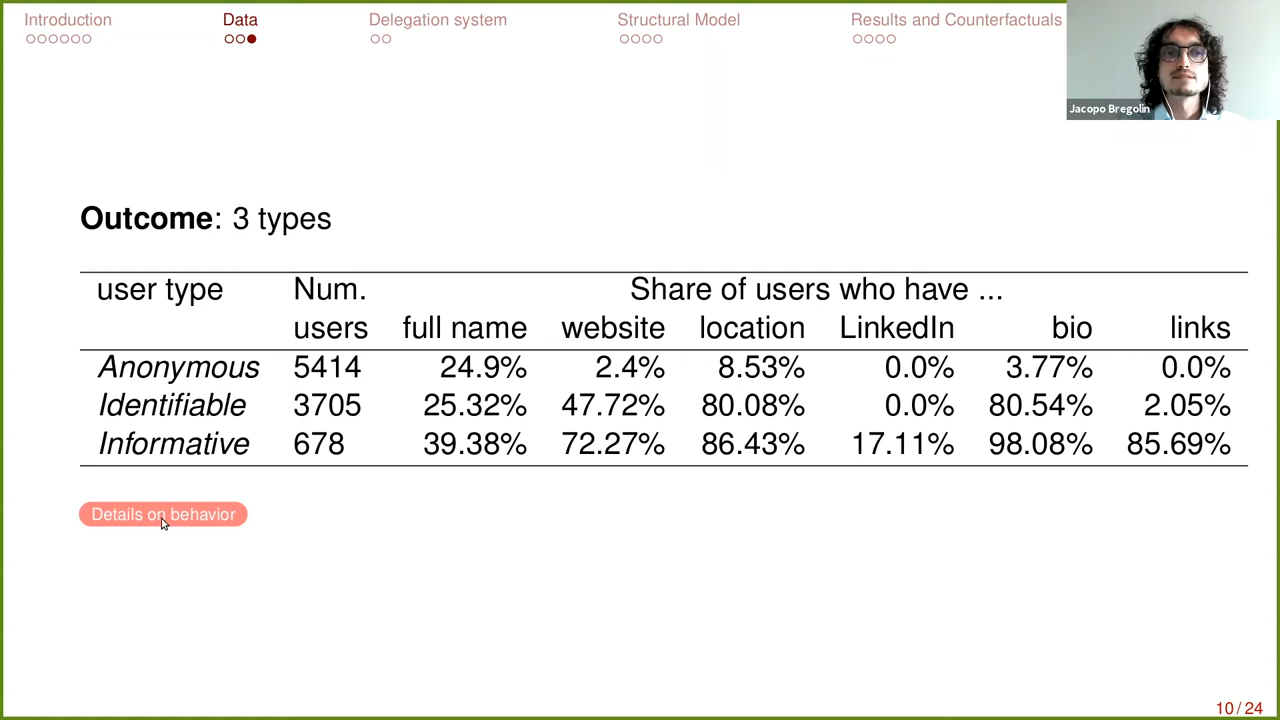 Introduction Data Delegation system Structural Model Results and Counterfactuals
Jacopo Bregolin
Outcome: 3 types
user type Num. Share of users who have ...
users full name website location LinkedIn bio links
Anonymous 5414 24.9% 2.4% 8.53% 0.0% 3.77% 0.0%
Identifiable 3705 25.32% 47.72% 80.08% 0.0% 80.54% 2.05%
Informative 678 39.38% 72.27% 86.43% 17.11% 98.08% 85.69%
Details on behavior
10 / 24